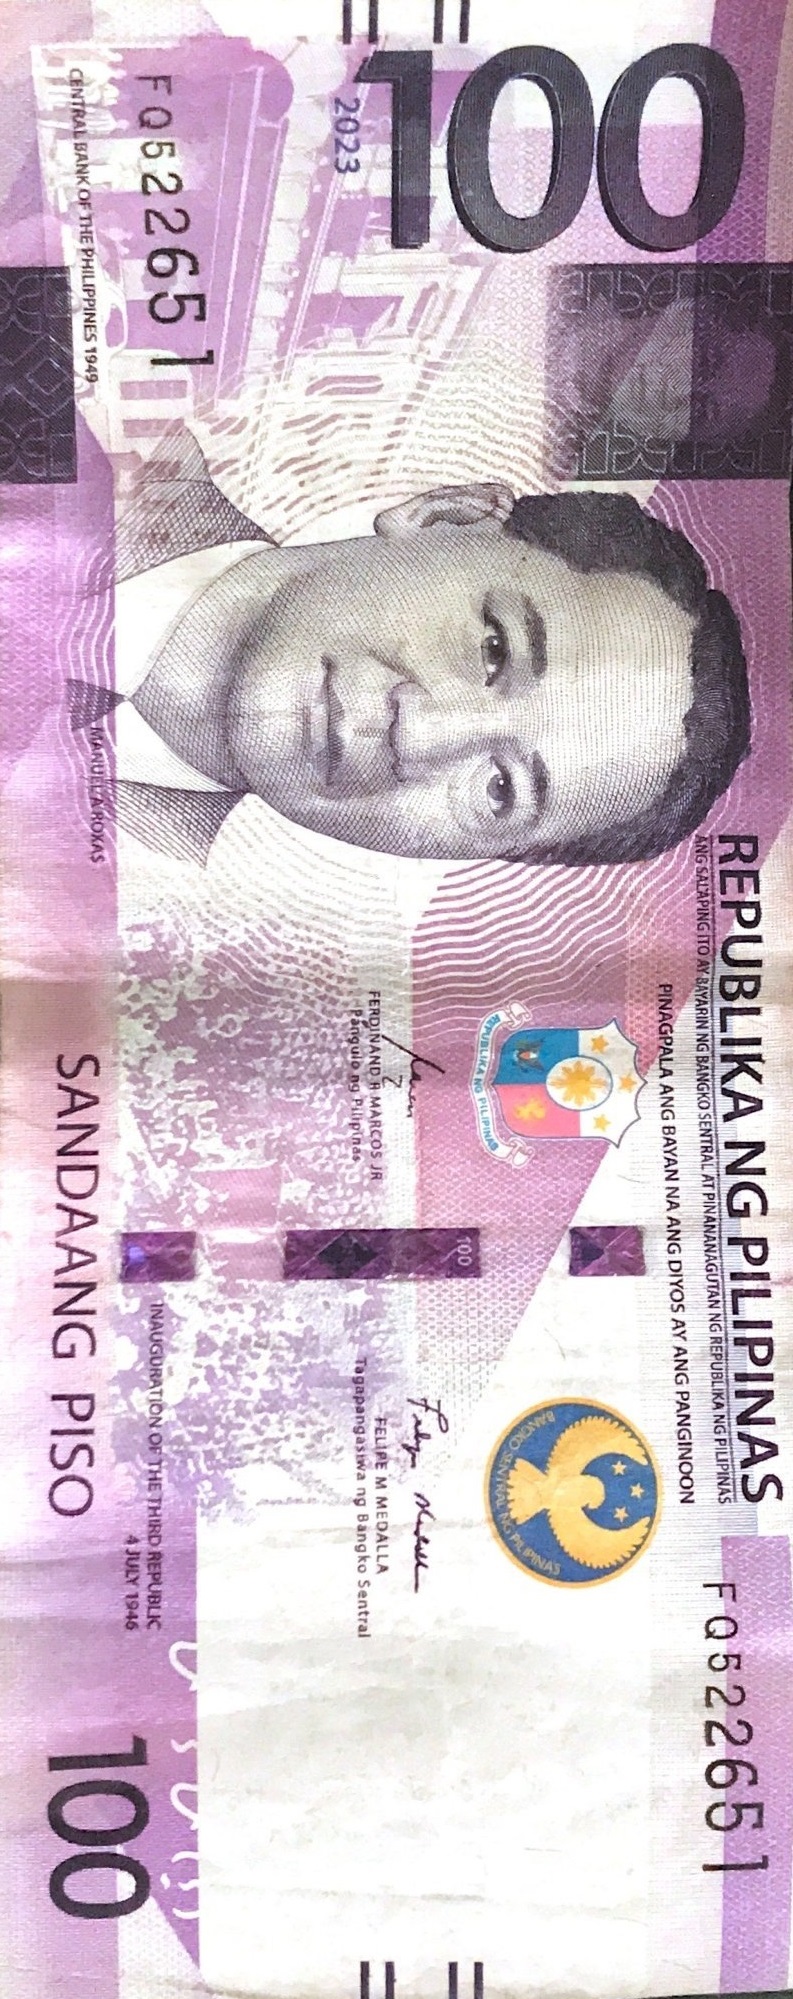 REPUBLIKA NG PILIPINAS
ANG SALAPING ITO AY BAYARIN NG BANGKO SENTRAL AT PINANANAGUTAN NG REPUBLIKA NG PILIPINAS
PINAGPALA ANG BAYAN NA ANG DIYOS AY ANG PANGINOON
FQ522651
100
2023
FQ522651
CENTRAL BANK OF THE PHILIPPINES 1949
MANUEL A ROXAS
REPUBLIKA NG PILIPINAS
FERDINAND R MARCOS JR
Pangulo ng Pilipinas
100
BANGKO SENTRAL NG PILIPINAS
FELIPE M MEDALLA
Tagapangasiwa ng Bangko Sentral
INAUGURATION OF THE THIRD REPUBLIC
4 JULY 1946
SANDAANG PISO
100